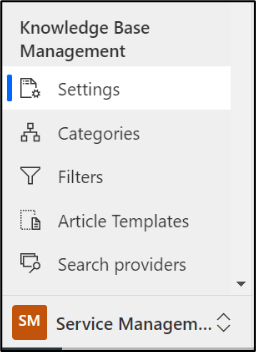 Knowledge Base
Management
Settings
Categories
Filters
Article Templates
Search providers
SM Service Managem...